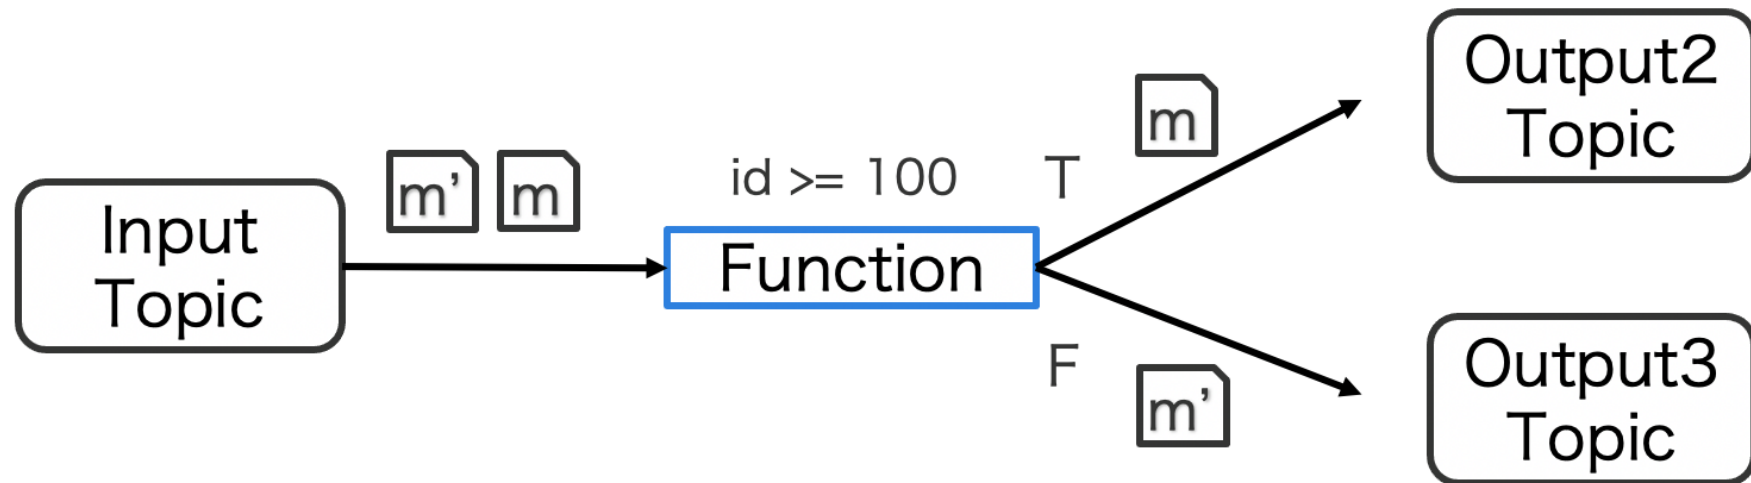 Input
Topic
m’
m
id >= 100
Function
T
m
F
m’
Output2
Topic
Output3
Topic